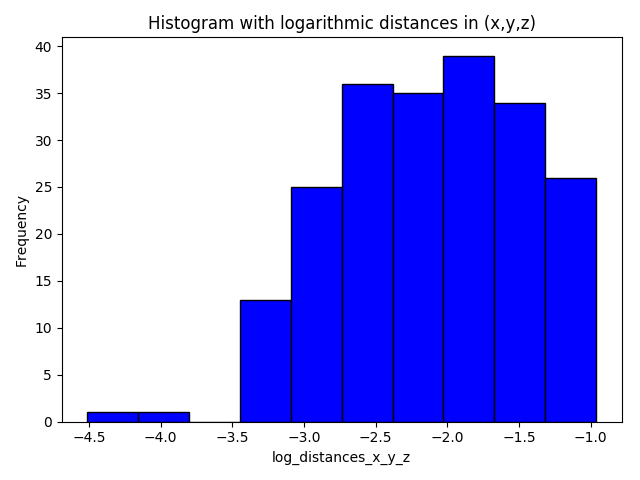 Histogram with logarithmic distances in (x,y,z)
40
35
30
25
20
15
10
5
0
Frequency
−4.5 −4.0 −3.5 −3.0 −2.5 −2.0 −1.5 −1.0
log_distances_x_y_z